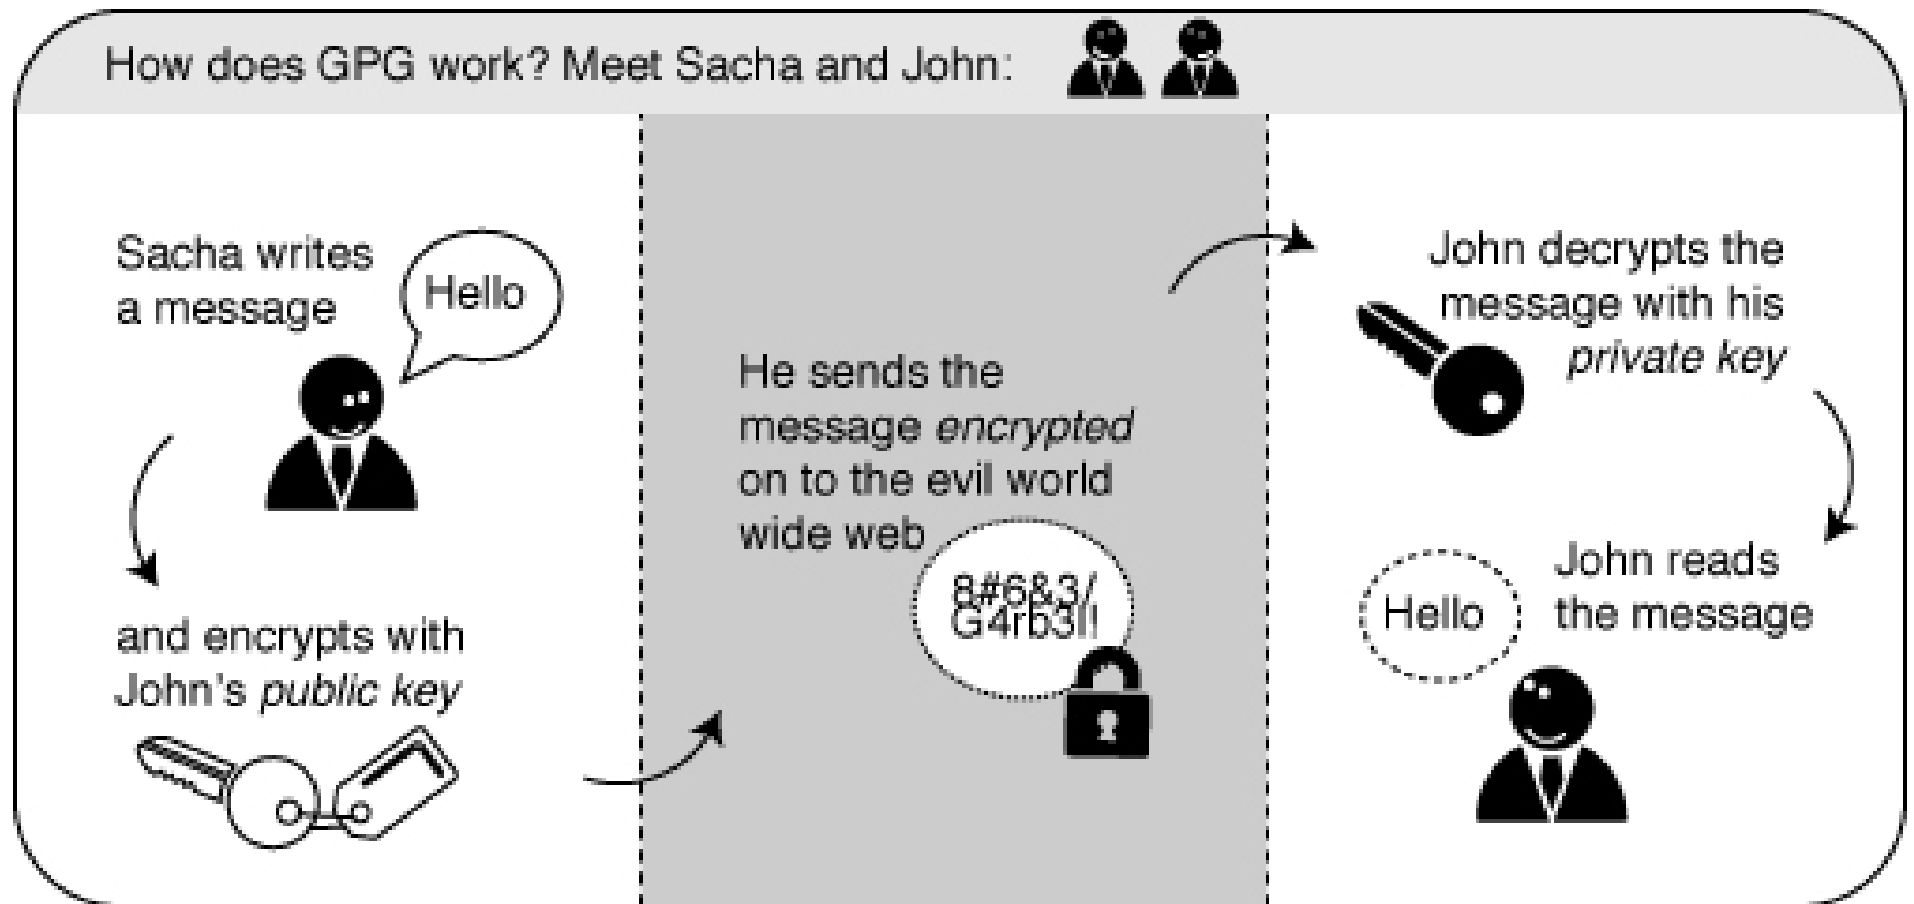 How does GPG work? Meet Sacha and John:
Sacha writes
a message
Hello
and encrypts with
John's public key
He sends the
message encrypted
on to the evil world
wide web
8#6&3/
G4rb3l!
John decrypts the
message with his
private key
John reads
the message
Hello